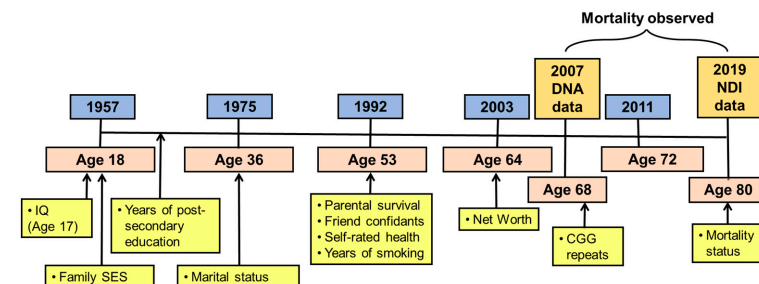 Mortality observed
2007
DNA
data
2019
NDI
data
1957
1975
1992
2003
2011
Age 18
Age 36
Age 53
Age 64
Age 72
Age 68
Age 80
• IQ
(Age 17)
• Years of post-
secondary
education
• Parental survival
• Friend confidants
• Self-rated health
• Years of smoking
• Net Worth
• CGG
repeats
• Mortality
status
• Family SES
• Marital status